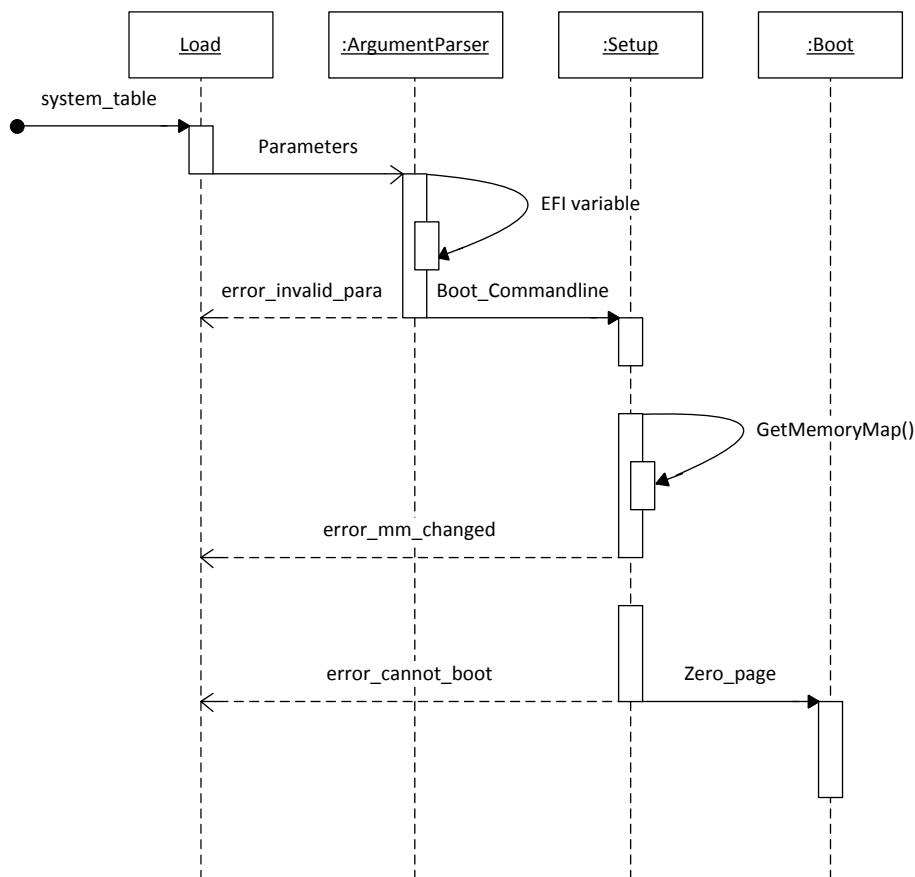 Load
:ArgumentParser
:Setup
:Boot
system_table
Parameters
EFI variable
error_invalid_para
Boot_Commandline
GetMemoryMap()
error_mm_changed
error_cannot_boot
Zero_page